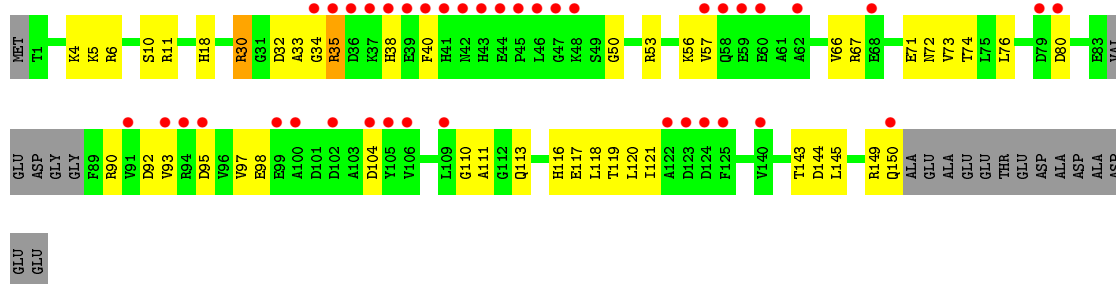 MET T1 K4 K5 R6 S10 R11 H18 R30 G31 D32 A33 G34 R35 D36 K37 H38 E39 F40 H41 N42 H43 E44 P45 L46 G47 K48 S49 G50 R53 K56 V57 Q58 E59 E60 A61 A62 V66 R67 E68 E71 N72 V73 T74 L75 L76 D79 D80 E83 VAL
GLU ASP GLY GLY F89 R90 V91 D92 V93 R94 D95 V96 V97 E98 E99 A100 D101 D102 A103 D104 Y105 V106 L109 G110 A111 G112 Q113 H116 E117 L118 T119 L120 I121 A122 D123 D124 F125 V140 T143 D144 L145 R149 Q150 ALA GLU ALA GLU GLU THR GLU ASP ALA ASP ALA ASP
GLU GLU